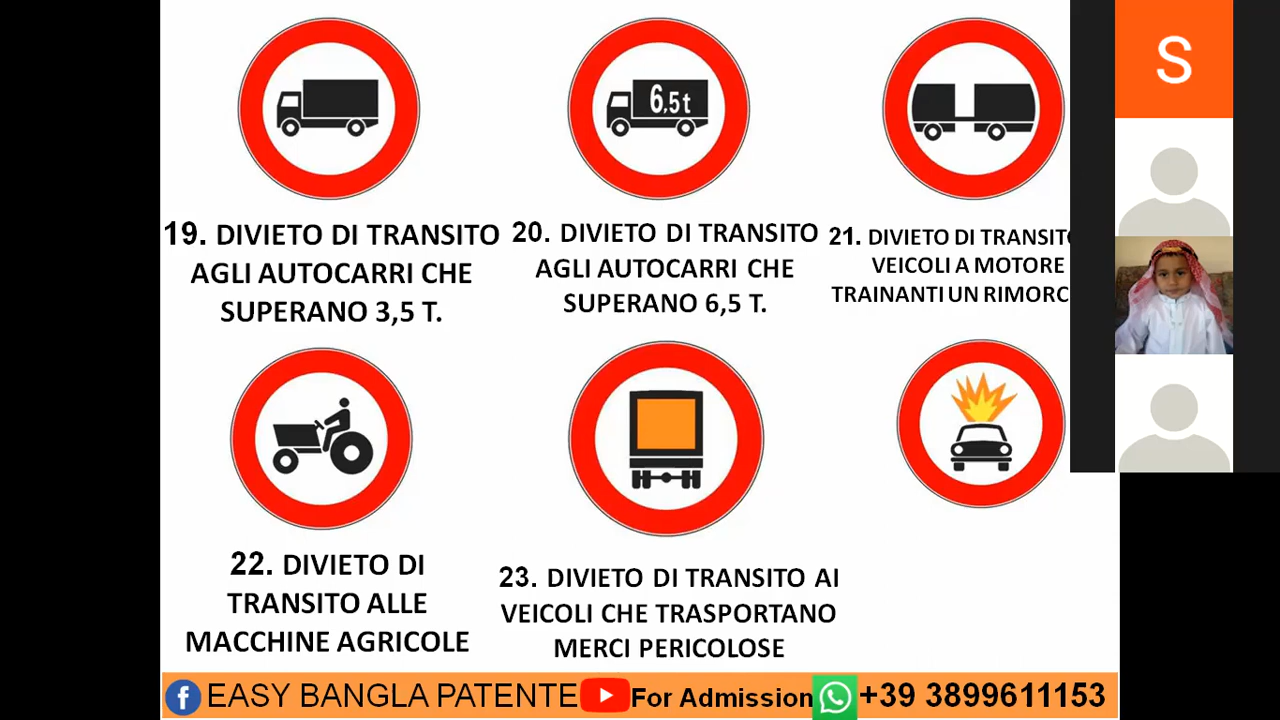 S
6.5t
19. DIVIETO DI TRANSITO
AGLI AUTOCARRI CHE
SUPERANO 3,5 T.
20. DIVIETO DI TRANSITO
AGLI AUTOCARRI CHE
SUPERANO 6,5 T.
21. DIVIETO DI TRANSITO
VEICOLI A MOTORE
TRAINANTI UN RIMORC
22. DIVIETO DI
TRANSITO ALLE
MACCHINE AGRICOLE
23. DIVIETO DI TRANSITO AI
VEICOLI CHE TRASPORTANO
MERCI PERICOLOSE
EASY BANGLA PATENTE For Admission +39 3899611153